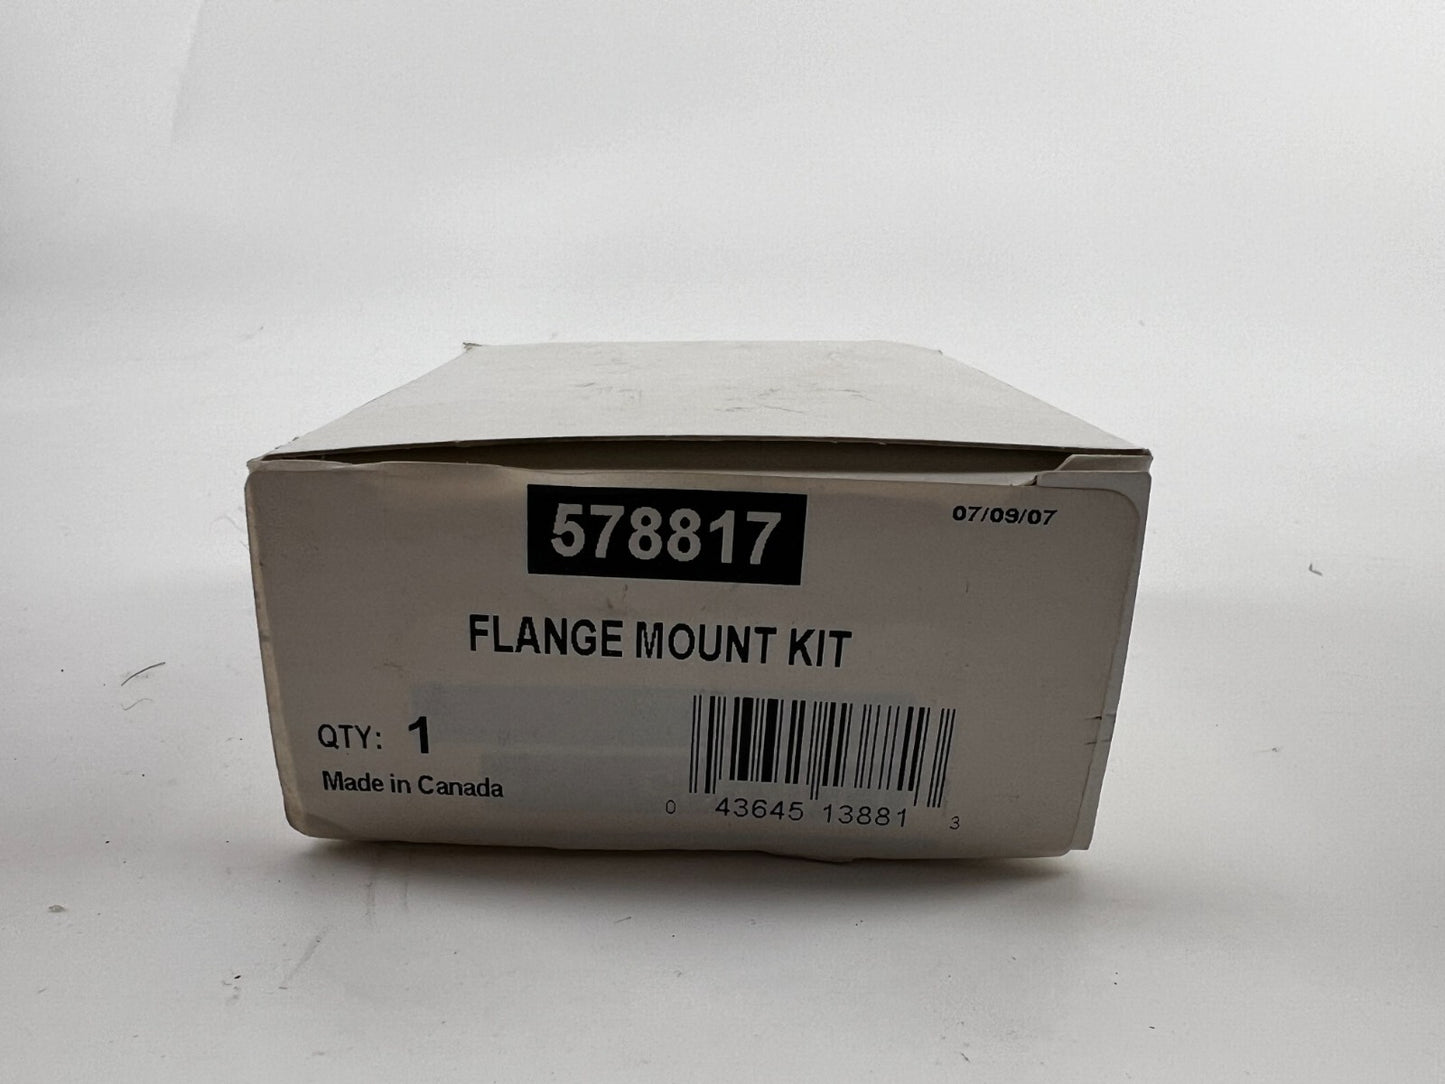 578817
07/09/07
FLANGE MOUNT KIT
QTY: 1
Made in Canada
0 43645 13881 3